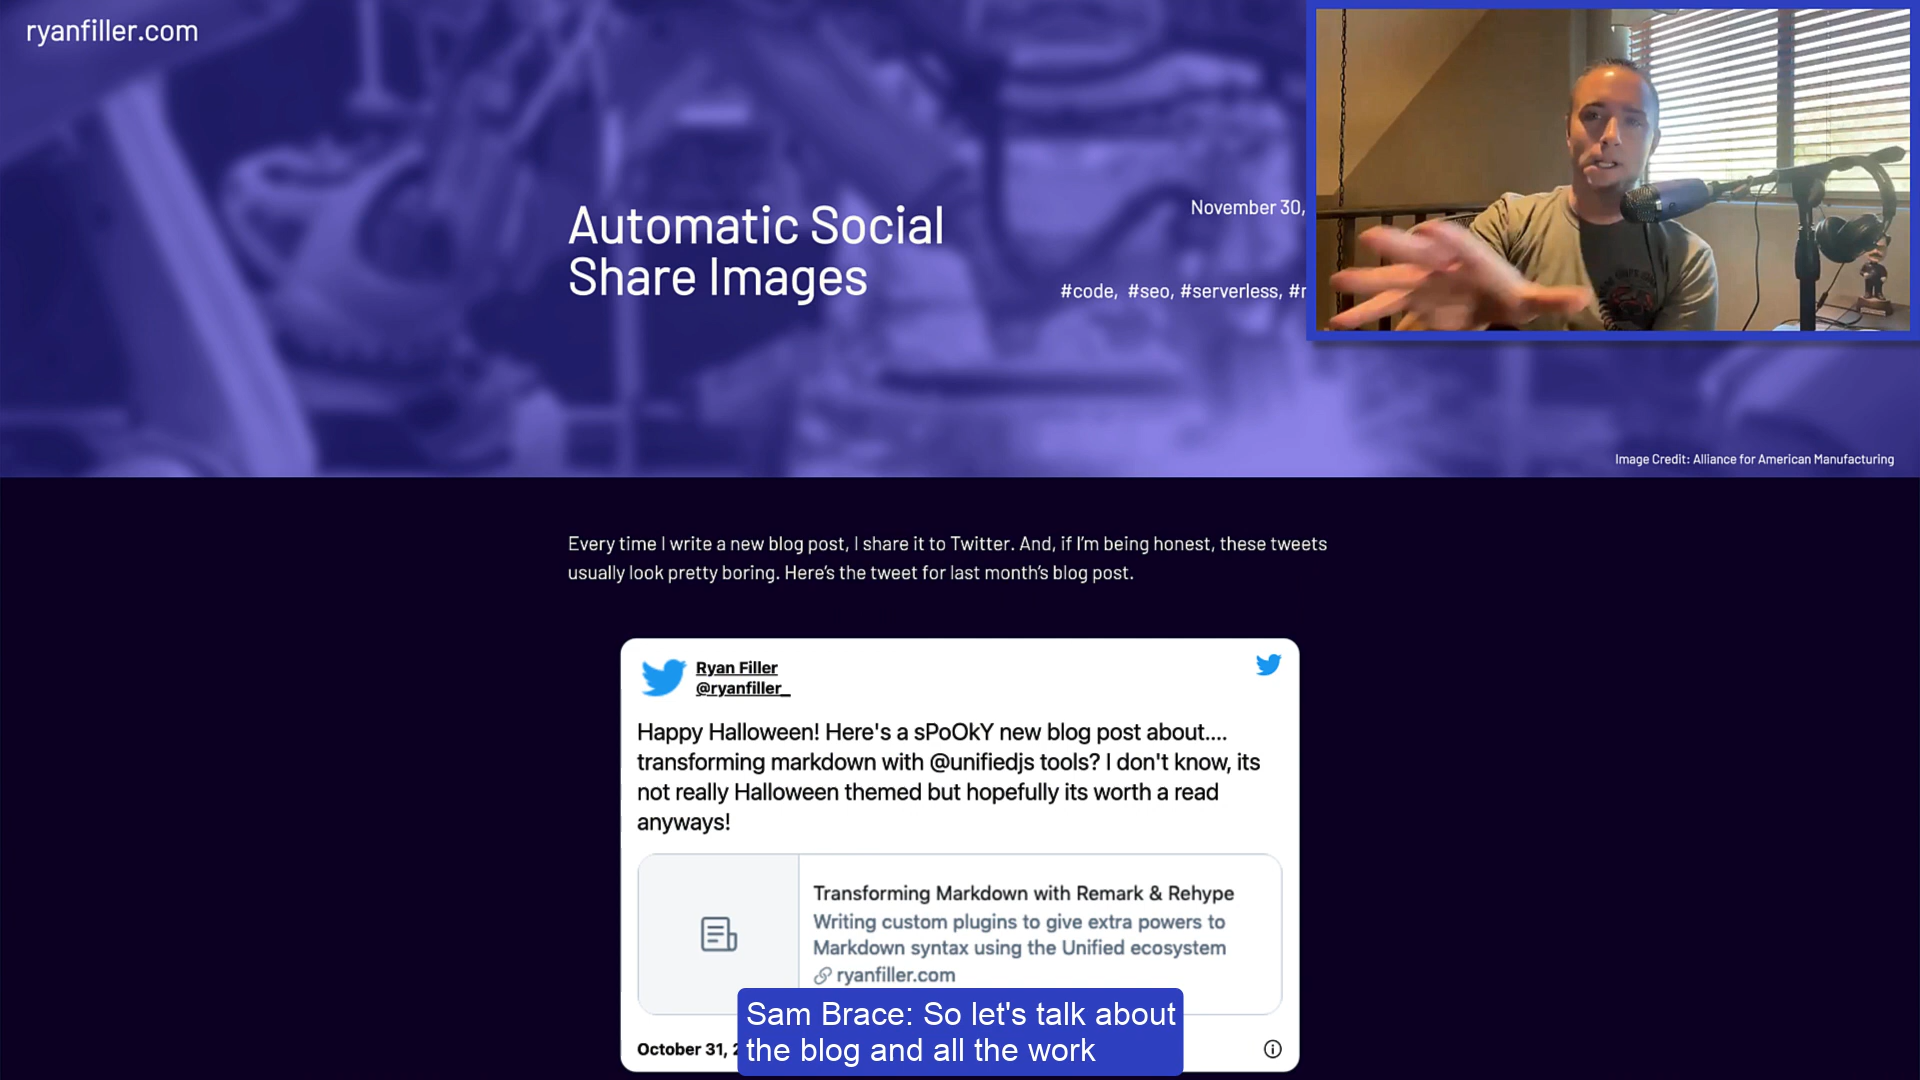 ryanfiller.com
Automatic Social
Share Images
November 30,
#code, #seo, #serverless,
Image Credit: Alliance for American Manufacturing
Every time I write a new blog post, I share it to Twitter. And, if I'm being honest, these tweets
usually look pretty boring. Here's the tweet for last month's blog post.
Ryan Filler
@ryanfiller_
Happy Halloween! Here's a sPoOkY new blog post about....
transforming markdown with @unifiedjs tools? I don't know, its
not really Halloween themed but hopefully its worth a read
anyways!
Transforming Markdown with Remark & Rehype
Writing custom plugins to give extra powers to
Markdown syntax using the Unified ecosystem
ryanfiller.com
October 31,
Sam Brace: So let's talk about
the blog and all the work